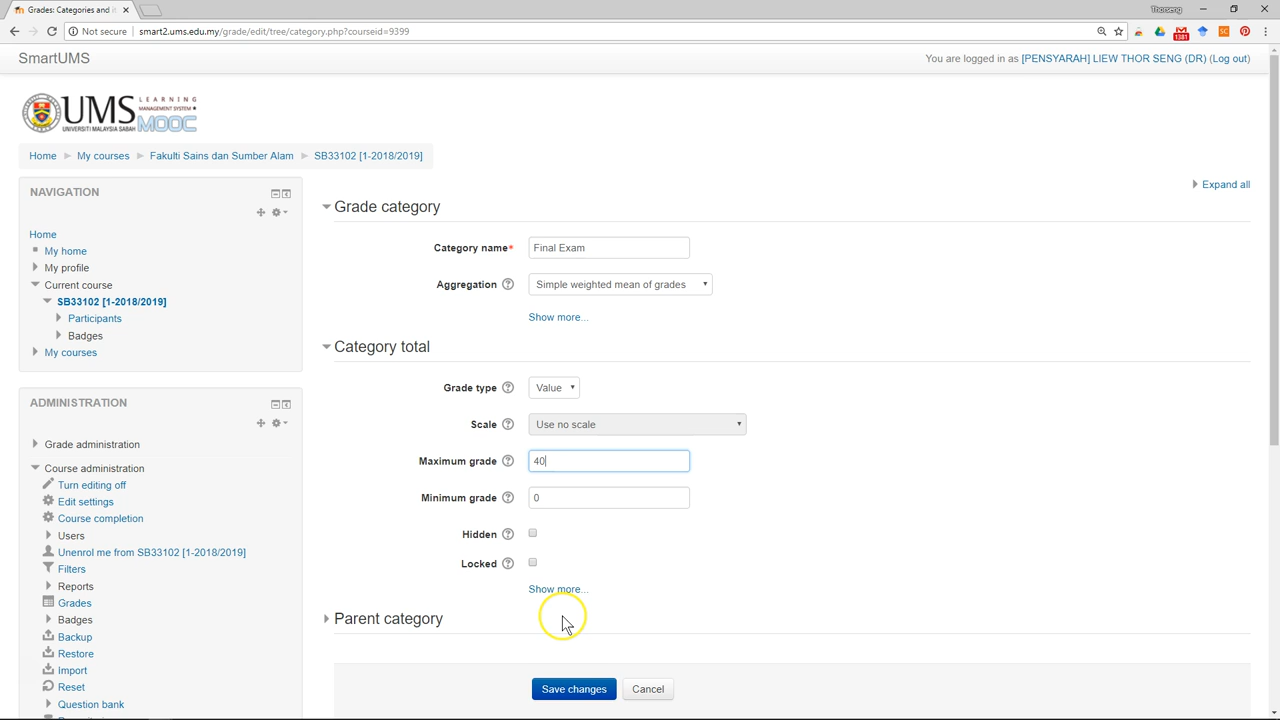 Grades: Categories and i
Thorseng
Not secure | smart2.ums.edu.my/grade/edit/tree/category.php?courseid=9399
1381
SC
SmartUMS
You are logged in as [PENSYARAH] LIEW THOR SENG (DR) (Log out)
UMS LEARNING MANAGEMENT SYSTEM
UNIVERSITI MALAYSIA SABAH MOOC
Home My courses Fakulti Sains dan Sumber Alam SB33102 [1-2018/2019]
NAVIGATION
Home
My home
My profile
Current course
SB33102 [1-2018/2019]
Participants
Badges
My courses
ADMINISTRATION
Grade administration
Course administration
Turn editing off
Edit settings
Course completion
Users
Unenrol me from SB33102 [1-2018/2019]
Filters
Reports
Grades
Badges
Backup
Restore
Import
Reset
Question bank
Expand all
Grade category
Category name* Final Exam
Aggregation Simple weighted mean of grades
Show more...
Category total
Grade type Value
Scale Use no scale
Maximum grade 40
Minimum grade 0
Hidden
Locked
Show more...
Parent category
Save changes Cancel